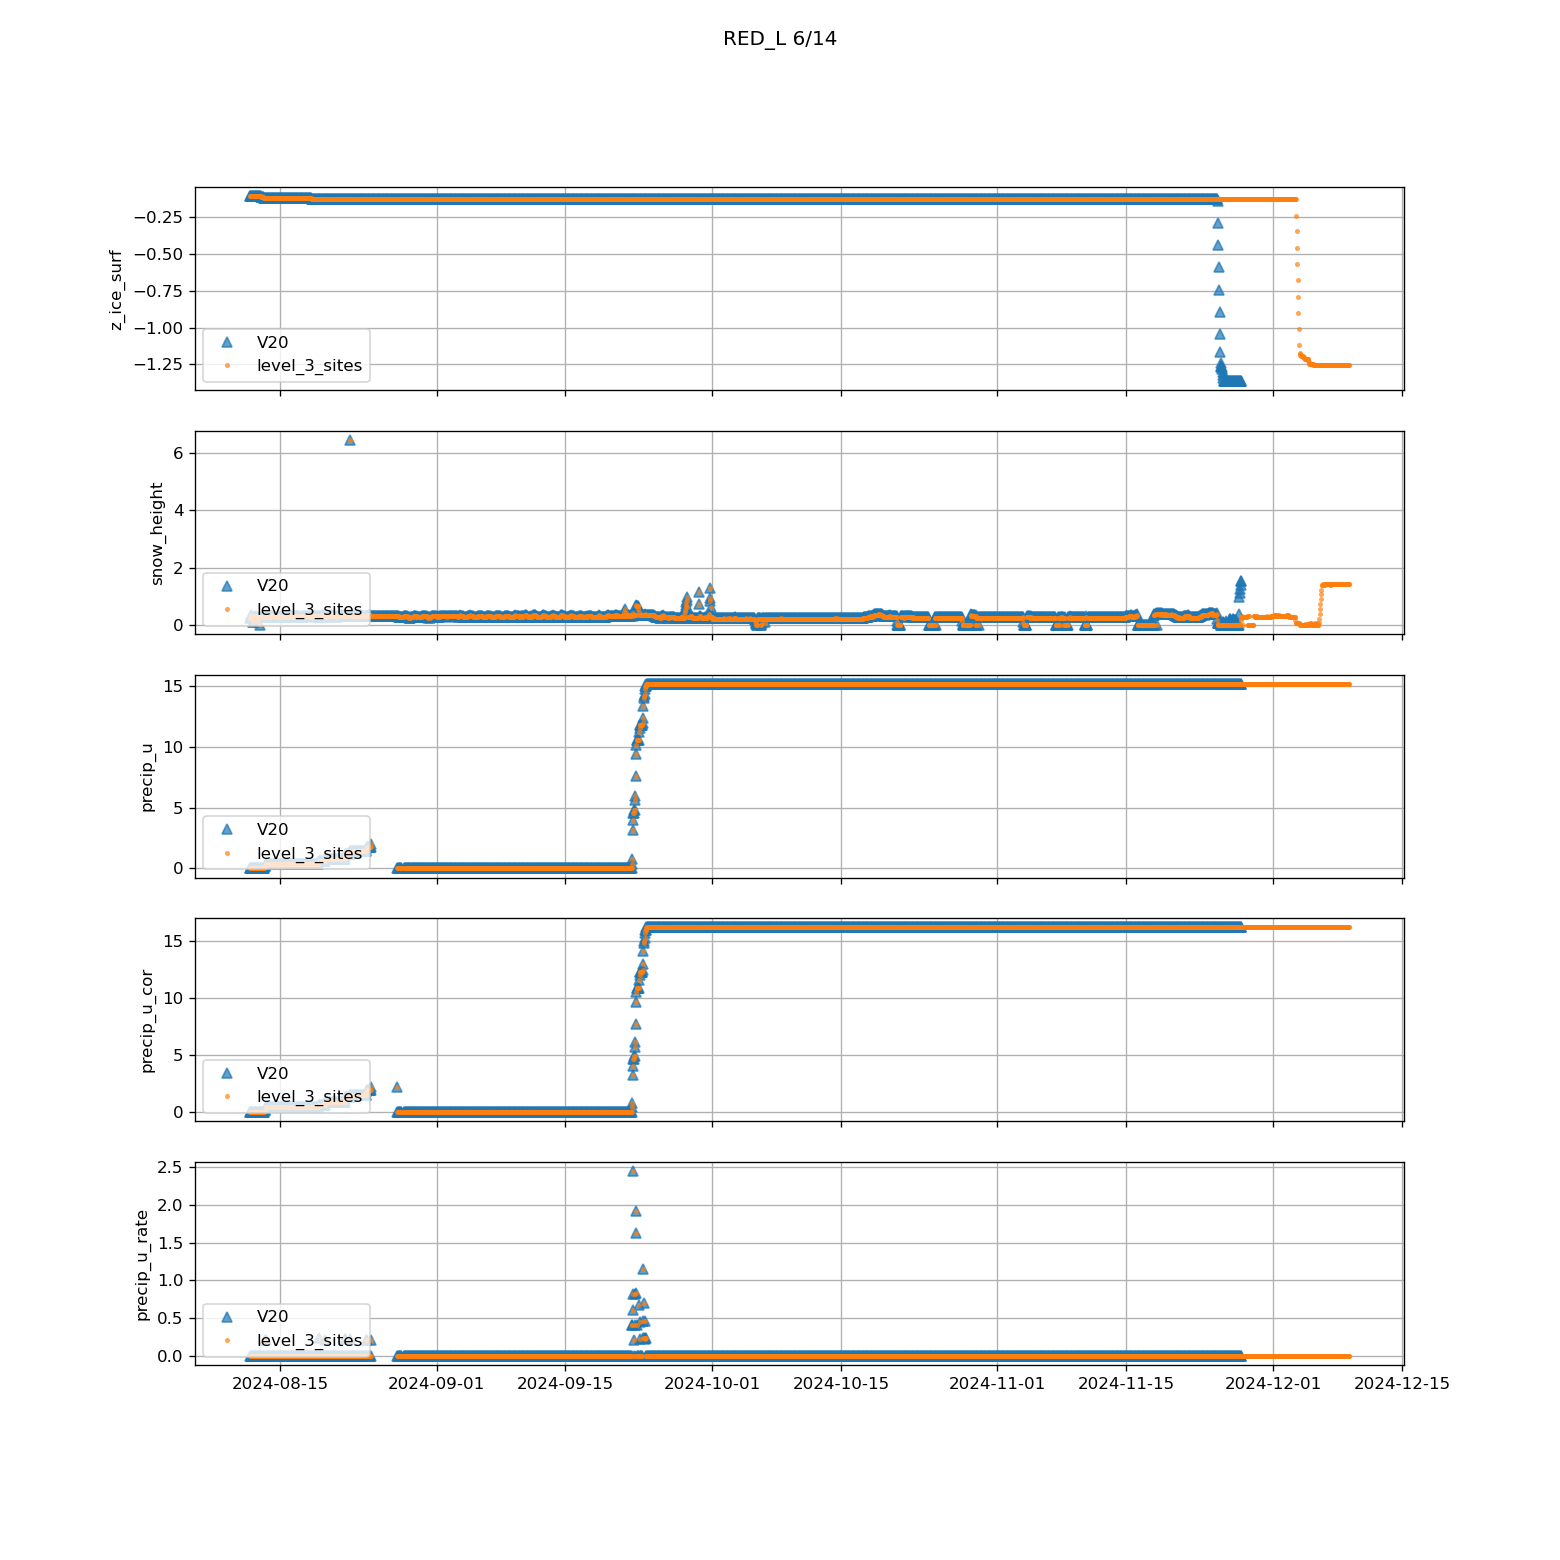 RED_L 6/14
z_ice_surf
−0.25
−0.50
−0.75
−1.00
−1.25
V20
level_3_sites
snow_height
6
4
2
0
V20
level_3_sites
precip_u
15
10
5
0
V20
level_3_sites
precip_u_cor
15
10
5
0
V20
level_3_sites
precip_u_rate
2.5
2.0
1.5
1.0
0.5
0.0
V20
level_3_sites
2024-08-15 2024-09-01 2024-09-15 2024-10-01 2024-10-15 2024-11-01 2024-11-15 2024-12-01 2024-12-15